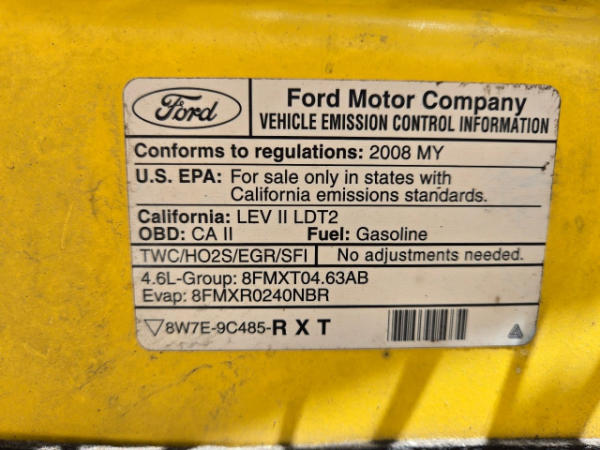 Ford
Ford Motor Company
VEHICLE EMISSION CONTROL INFORMATION
Conforms to regulations: 2008 MY
U.S. EPA: For sale only in states with
California emissions standards.
California: LEV II LDT2
OBD: CA II Fuel: Gasoline
TWC/HO2S/EGR/SFI No adjustments needed.
4.6L-Group: 8FMXT04.63AB
Evap: 8FMXR0240NBR
8W7E-9C485-R X T